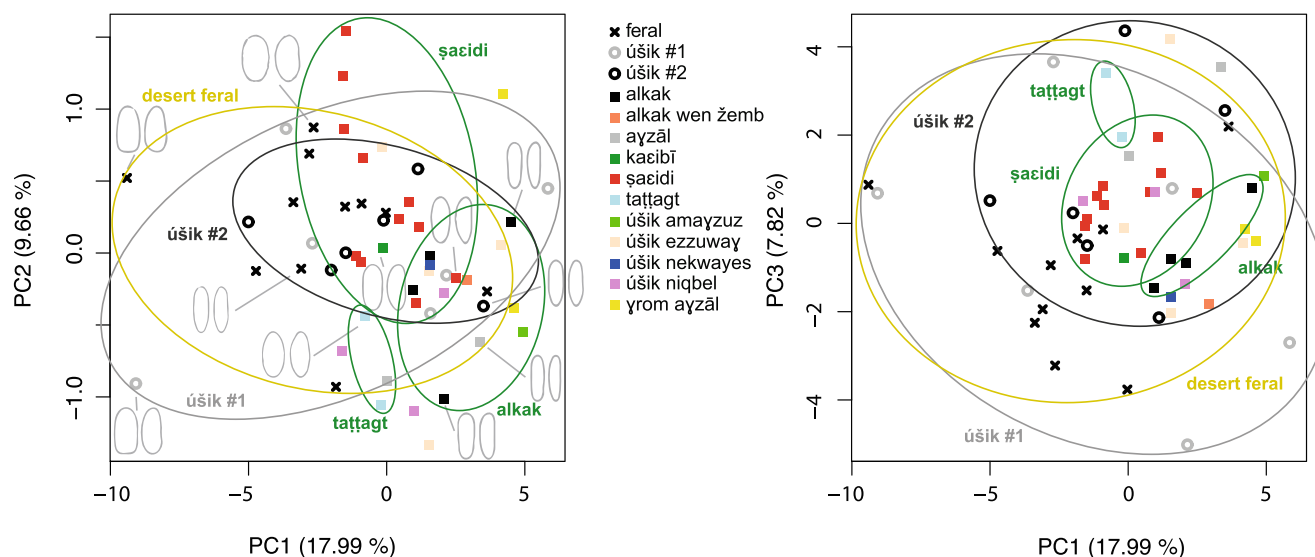 1.0
0.0
−1.0
PC2 (9.66 %)
−10
−5
0
5
PC1 (17.99 %)
ṣaɛidi
desert feral
úšik #2
úšik #1
taṭṭagt
alkak
feral
úšik #1
úšik #2
alkak
alkak wen žemb
aɣzāl
kaɛibī
ṣaɛidi
taṭṭagt
úšik amaɣzuz
úšik ezzuwaɣ
úšik nekwayes
úšik niqbel
ɣrom aɣzāl
4
2
0
−2
−4
PC3 (7.82 %)
−10
−5
0
5
PC1 (17.99 %)
taṭṭagt
úšik #2
ṣaɛidi
alkak
desert feral
úšik #1